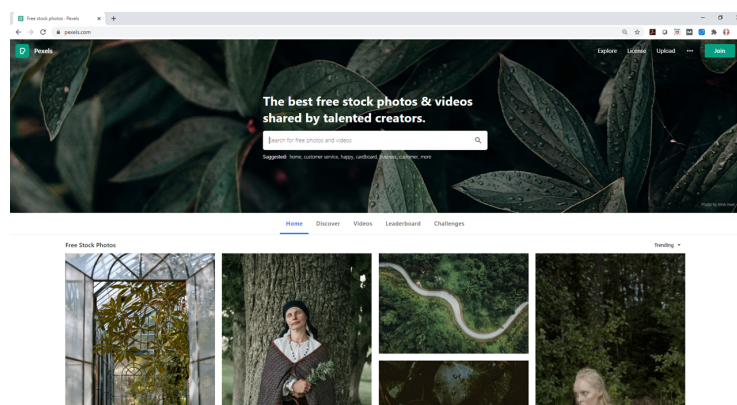 Free stock photos · Pexels
pexels.com
Pexels
Explore License Upload ••• Join
The best free stock photos & videos
shared by talented creators.
Search for free photos and videos
Suggested: home, customer service, happy, cardboard, business, customer, more
Home Discover Videos Leaderboard Challenges
Free Stock Photos
Trending